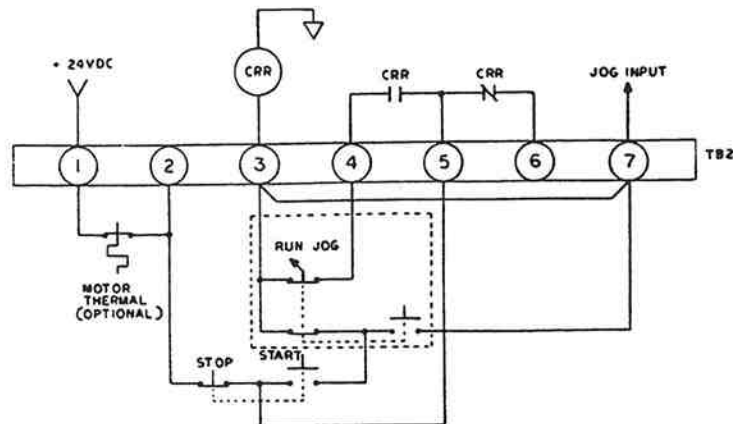 + 24VDC
CRR
CRR
CRR
JOG INPUT
1
2
3
4
5
6
7
TB2
RUN JOG
MOTOR
THERMAL
(OPTIONAL)
STOP
START